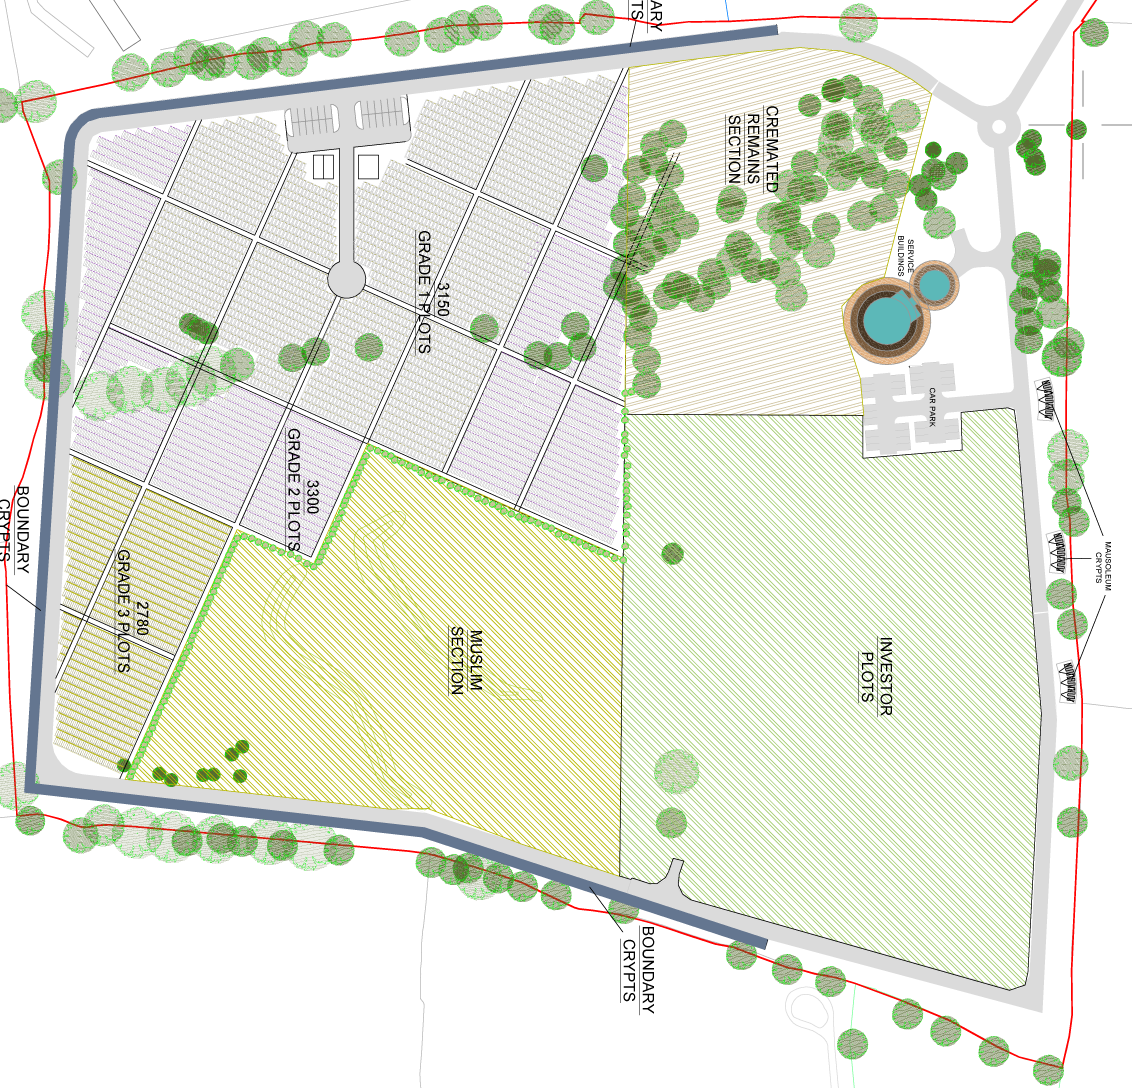 ARY
TS
CREMATED
REMAINS
SECTION
SERVICE
BUILDINGS
3150
GRADE 1 PLOTS
CAR PARK
3300
GRADE 2 PLOTS
BOUNDARY
CRYPTS
MAUSOLEUM
CRYPTS
2780
GRADE 3 PLOTS
MUSLIM
SECTION
INVESTOR
PLOTS
BOUNDARY
CRYPTS